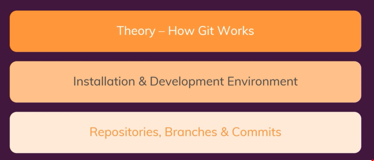 Theory – How Git Works
Installation & Development Environment
Repositories, Branches & Commits